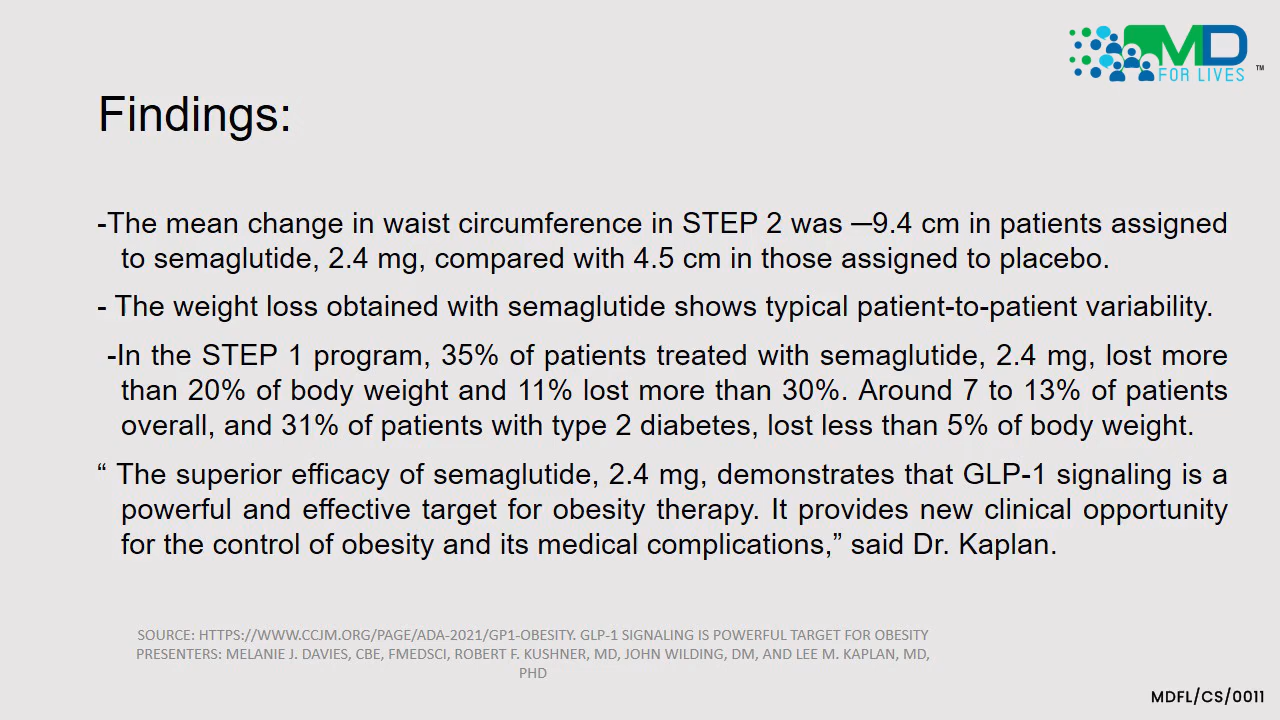 MD
FOR LIVES ™
Findings:
-The mean change in waist circumference in STEP 2 was —9.4 cm in patients assigned
to semaglutide, 2.4 mg, compared with 4.5 cm in those assigned to placebo.
- The weight loss obtained with semaglutide shows typical patient-to-patient variability.
-In the STEP 1 program, 35% of patients treated with semaglutide, 2.4 mg, lost more
than 20% of body weight and 11% lost more than 30%. Around 7 to 13% of patients
overall, and 31% of patients with type 2 diabetes, lost less than 5% of body weight.
“ The superior efficacy of semaglutide, 2.4 mg, demonstrates that GLP-1 signaling is a
powerful and effective target for obesity therapy. It provides new clinical opportunity
for the control of obesity and its medical complications,” said Dr. Kaplan.
SOURCE: HTTPS://WWW.CCJM.ORG/PAGE/ADA-2021/GP1-OBESITY. GLP-1 SIGNALING IS POWERFUL TARGET FOR OBESITY
PRESENTERS: MELANIE J. DAVIES, CBE, FMEDSCI, ROBERT F. KUSHNER, MD, JOHN WILDING, DM, AND LEE M. KAPLAN, MD,
PHD
MDFL/CS/0011